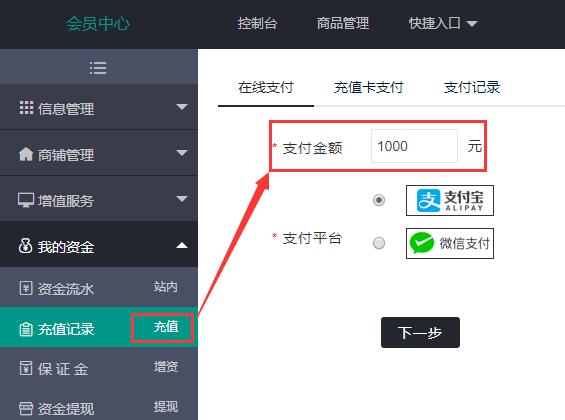 会员中心 控制台 商品管理 快捷入口
在线支付 充值卡支付 支付记录
信息管理
* 支付金额 1000 元
商铺管理
增值服务
支付宝
ALIPAY
* 支付平台
微信支付
我的资金
资金流水 站内
充值记录 充值
下一步
保 证 金 增资
资金提现 提现